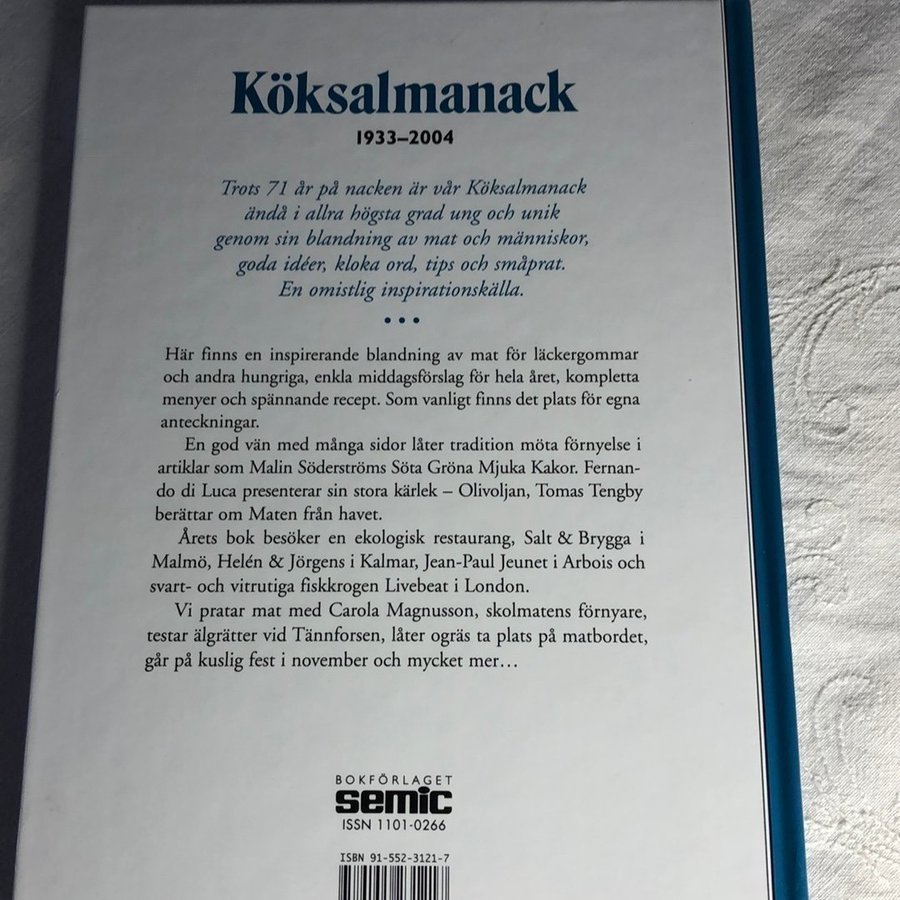 Köksalmanack
1933–2004
Trots 71 år på nacken är vår Köksalmanack
ändå i allra högsta grad ung och unik
genom sin blandning av mat och människor,
goda idéer, kloka ord, tips och småprat.
En omistlig inspirationskälla.
• • •
Här finns en inspirerande blandning av mat för läckergommar
och andra hungriga, enkla middagsförslag för hela året, kompletta
menyer och spännande recept. Som vanligt finns det plats för egna
anteckningar.
En god vän med många sidor låter tradition möta förnyelse i
artiklar som Malin Söderströms Söta Gröna Mjuka Kakor. Fernan-
do di Luca presenterar sin stora kärlek – Olivoljan, Tomas Tengby
berättar om Maten från havet.
Årets bok besöker en ekologisk restaurang, Salt & Brygga i
Malmö, Helén & Jörgens i Kalmar, Jean-Paul Jeunet i Arbois och
svart- och vitrutiga fiskkrogen Livebeat i London.
Vi pratar mat med Carola Magnusson, skolmatens förnyare,
testar älgrätter vid Tännforsen, låter ogräs ta plats på matbordet,
går på kuslig fest i november och mycket mer…
BOKFÖRLAGET
semic
ISSN 1101-0266
ISBN 91-552-3121-7